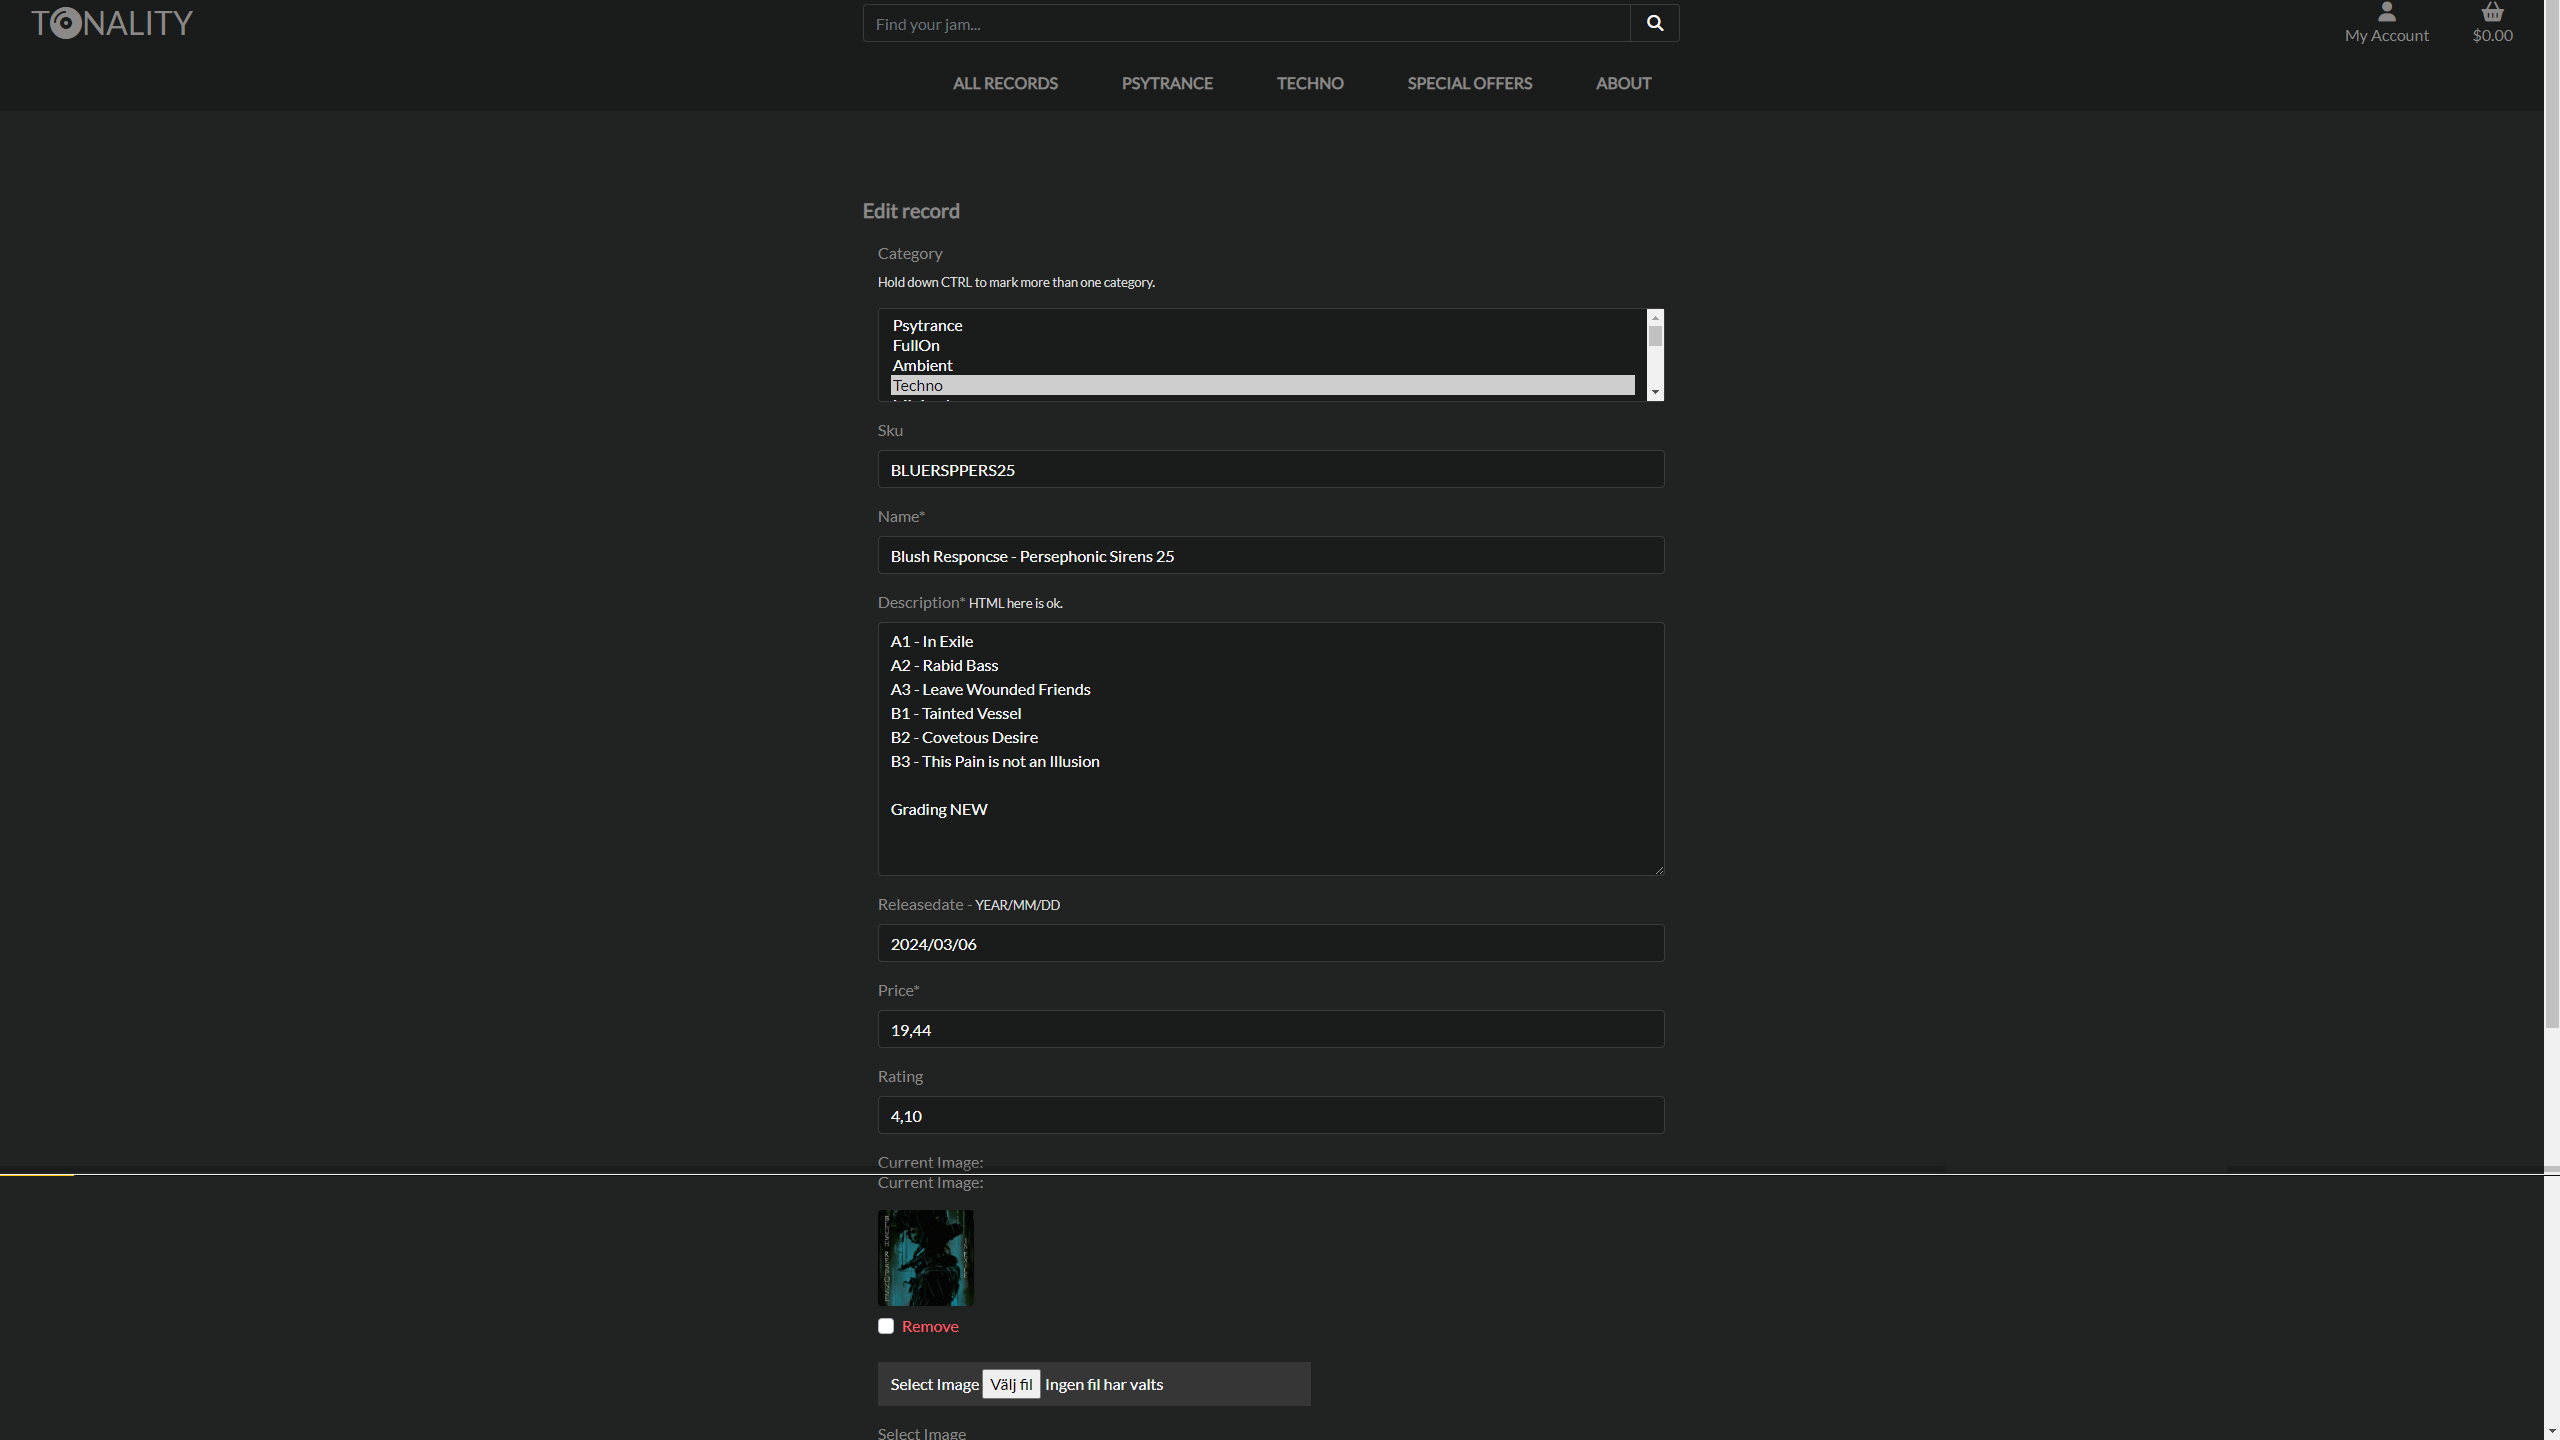 TONALITY
Find your jam...
My Account
$0.00
ALL RECORDS PSYTRANCE TECHNO SPECIAL OFFERS ABOUT
Edit record
Category
Hold down CTRL to mark more than one category.
Psytrance
FullOn
Ambient
Techno
Sku
BLUERSPPERS25
Name*
Blush Responcse - Persephonic Sirens 25
Description* HTML here is ok.
A1 - In Exile
A2 - Rabid Bass
A3 - Leave Wounded Friends
B1 - Tainted Vessel
B2 - Covetous Desire
B3 - This Pain is not an Illusion
Grading NEW
Releasedate - YEAR/MM/DD
2024/03/06
Price*
19,44
Rating
4,10
Current Image:
Current Image:
BLUSH RESPONSE
IN EXILE
Remove
Select Image Välj fil Ingen fil har valts
Select Image